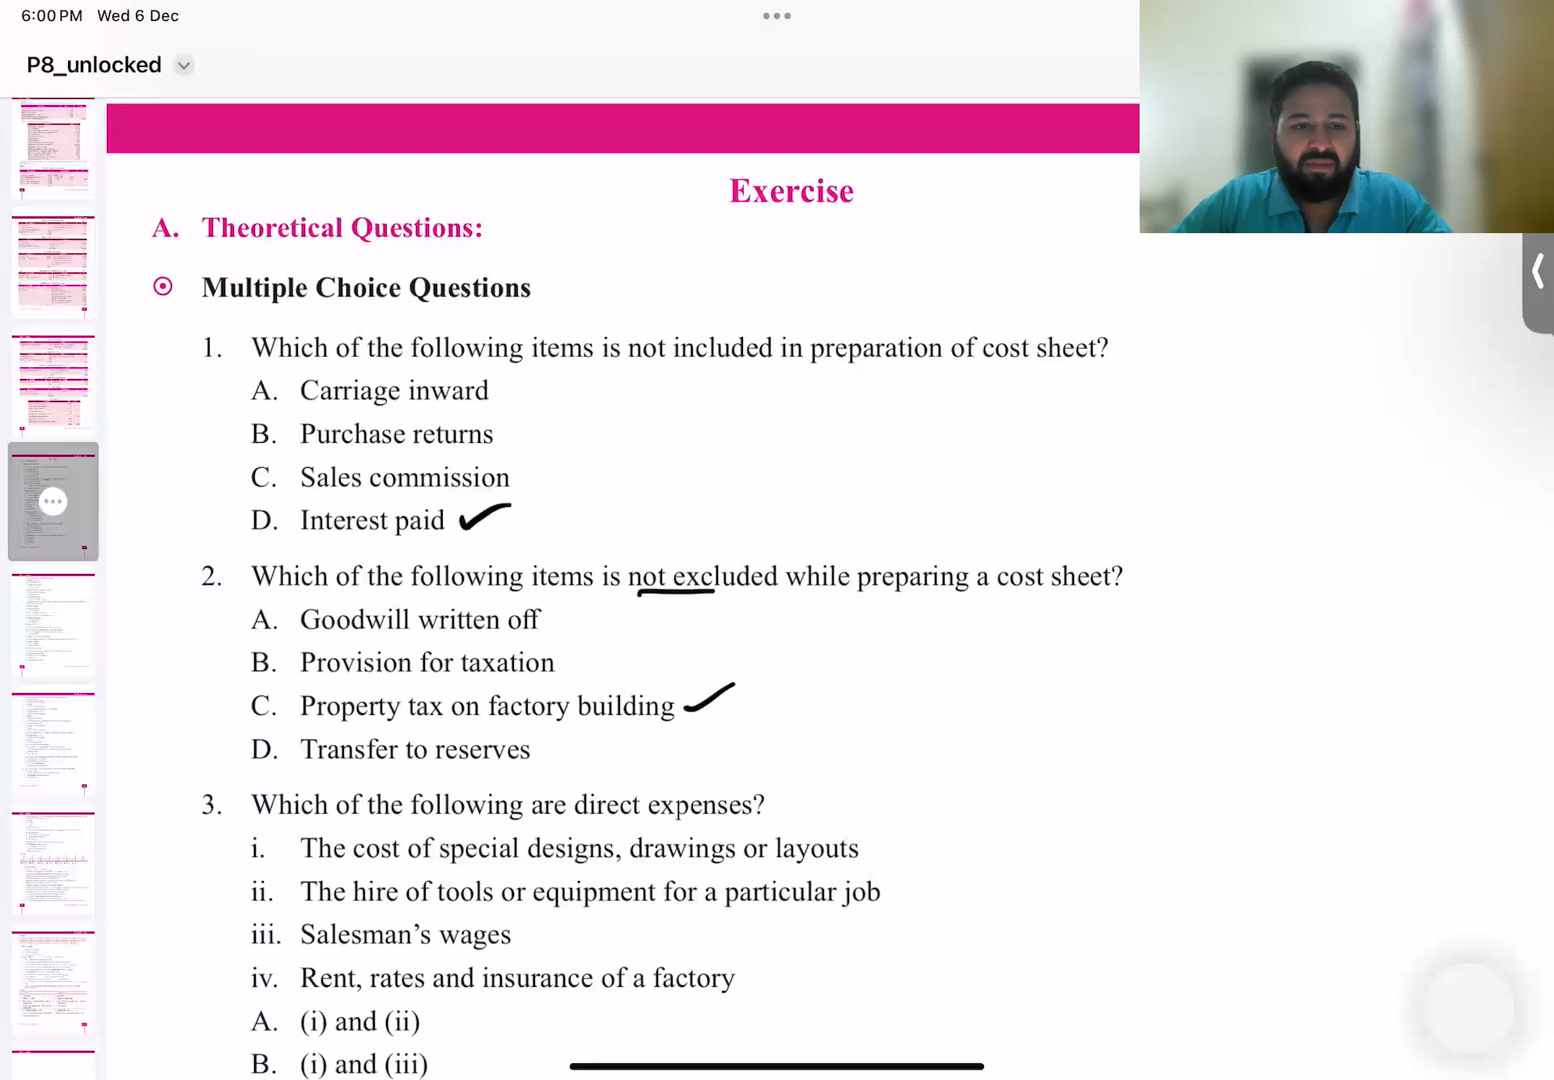 6:00 PM Wed 6 Dec
P8_unlocked
Exercise
A. Theoretical Questions:
Multiple Choice Questions
1. Which of the following items is not included in preparation of cost sheet?
A. Carriage inward
B. Purchase returns
C. Sales commission
D. Interest paid
2. Which of the following items is not excluded while preparing a cost sheet?
A. Goodwill written off
B. Provision for taxation
C. Property tax on factory building
D. Transfer to reserves
3. Which of the following are direct expenses?
i. The cost of special designs, drawings or layouts
ii. The hire of tools or equipment for a particular job
iii. Salesman’s wages
iv. Rent, rates and insurance of a factory
A. (i) and (ii)
B. (i) and (iii)